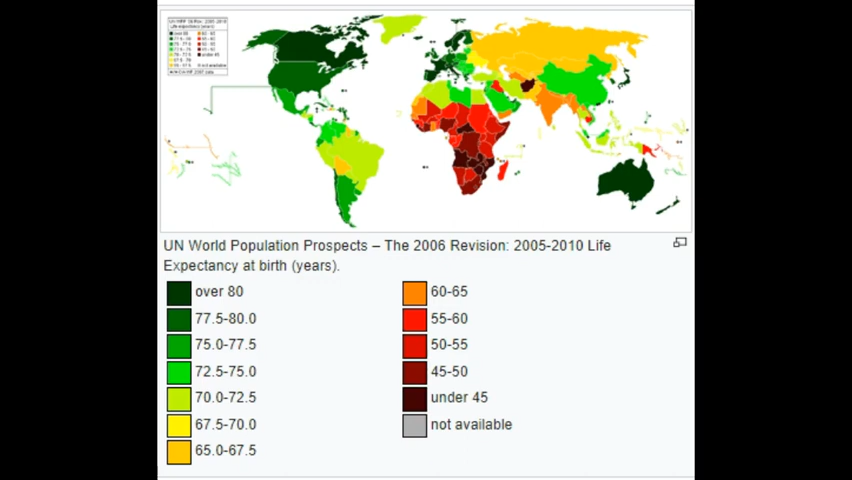 UN World Population Prospects – The 2006 Revision: 2005-2010 Life
Expectancy at birth (years).
over 80
77.5-80.0
75.0-77.5
72.5-75.0
70.0-72.5
67.5-70.0
65.0-67.5
60-65
55-60
50-55
45-50
under 45
not available